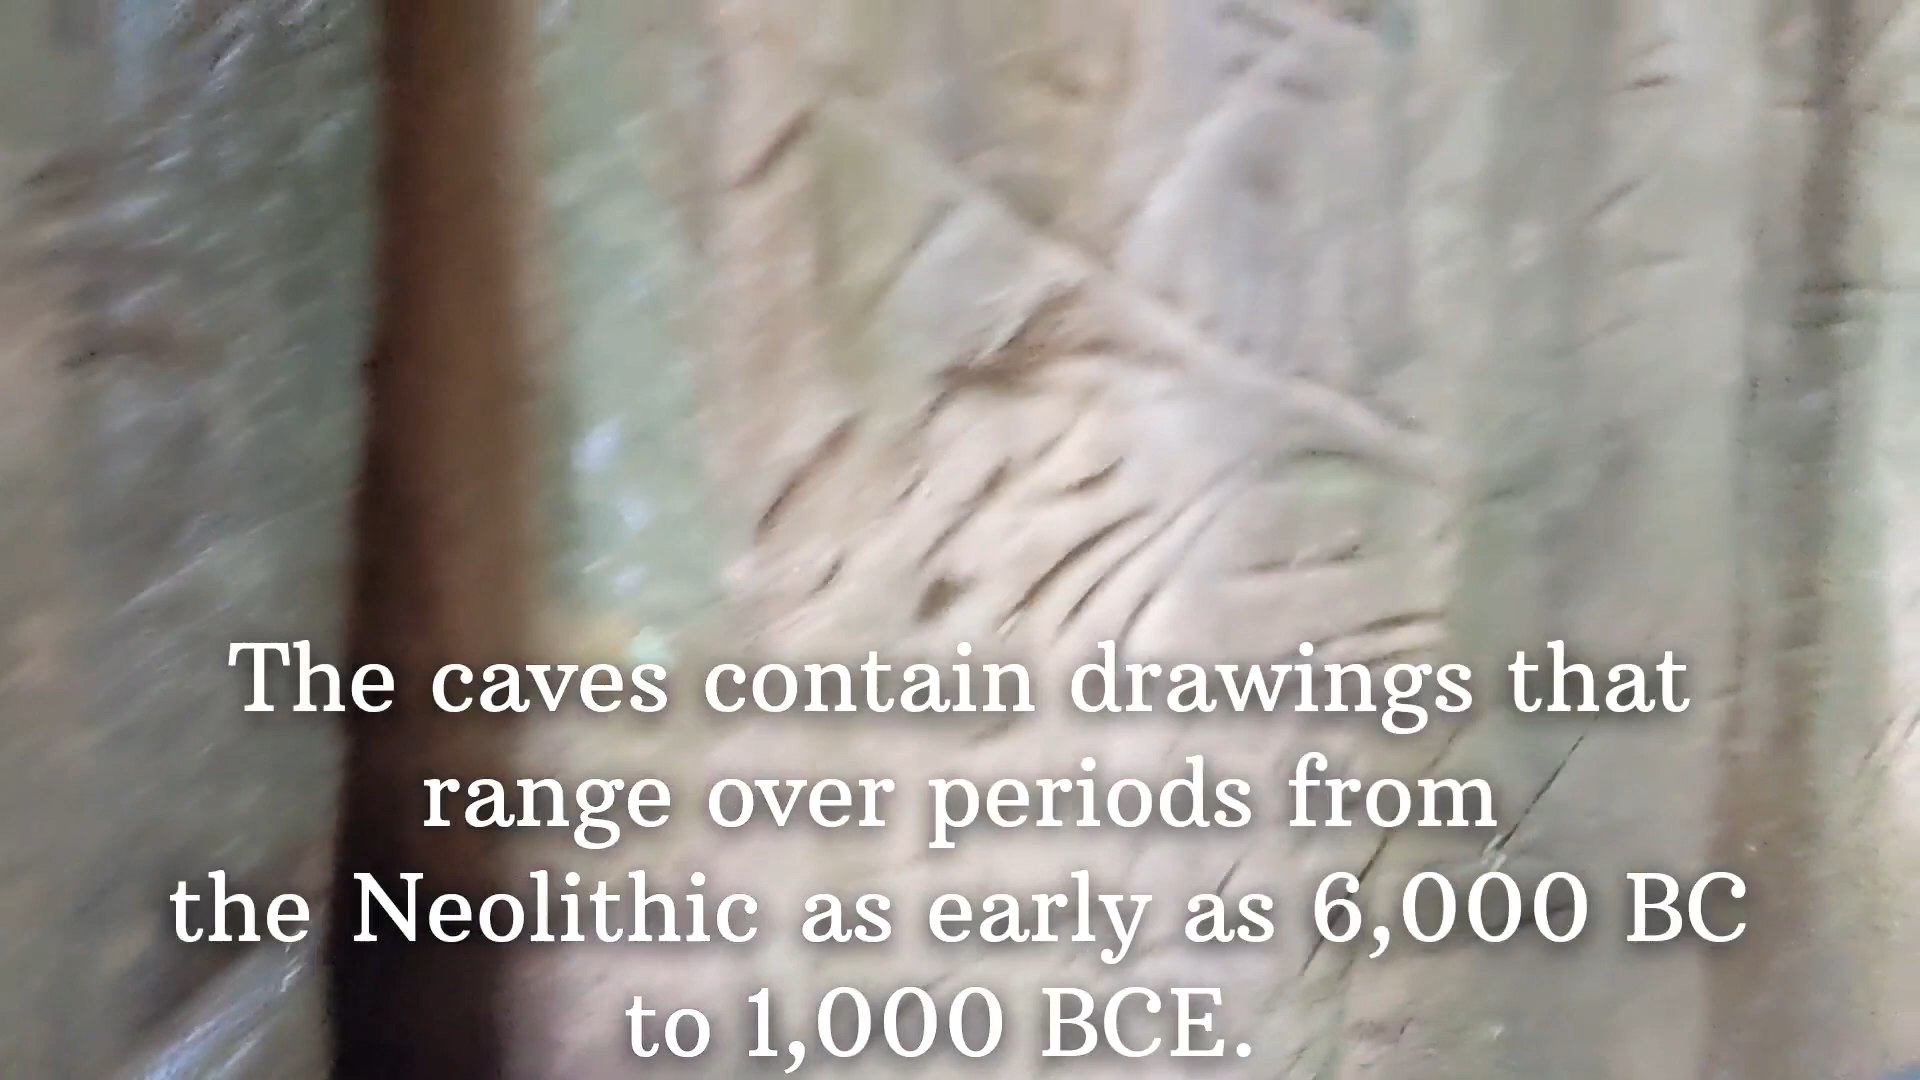 The caves contain drawings that
range over periods from
the Neolithic as early as 6,000 BC
to 1,000 BCE.